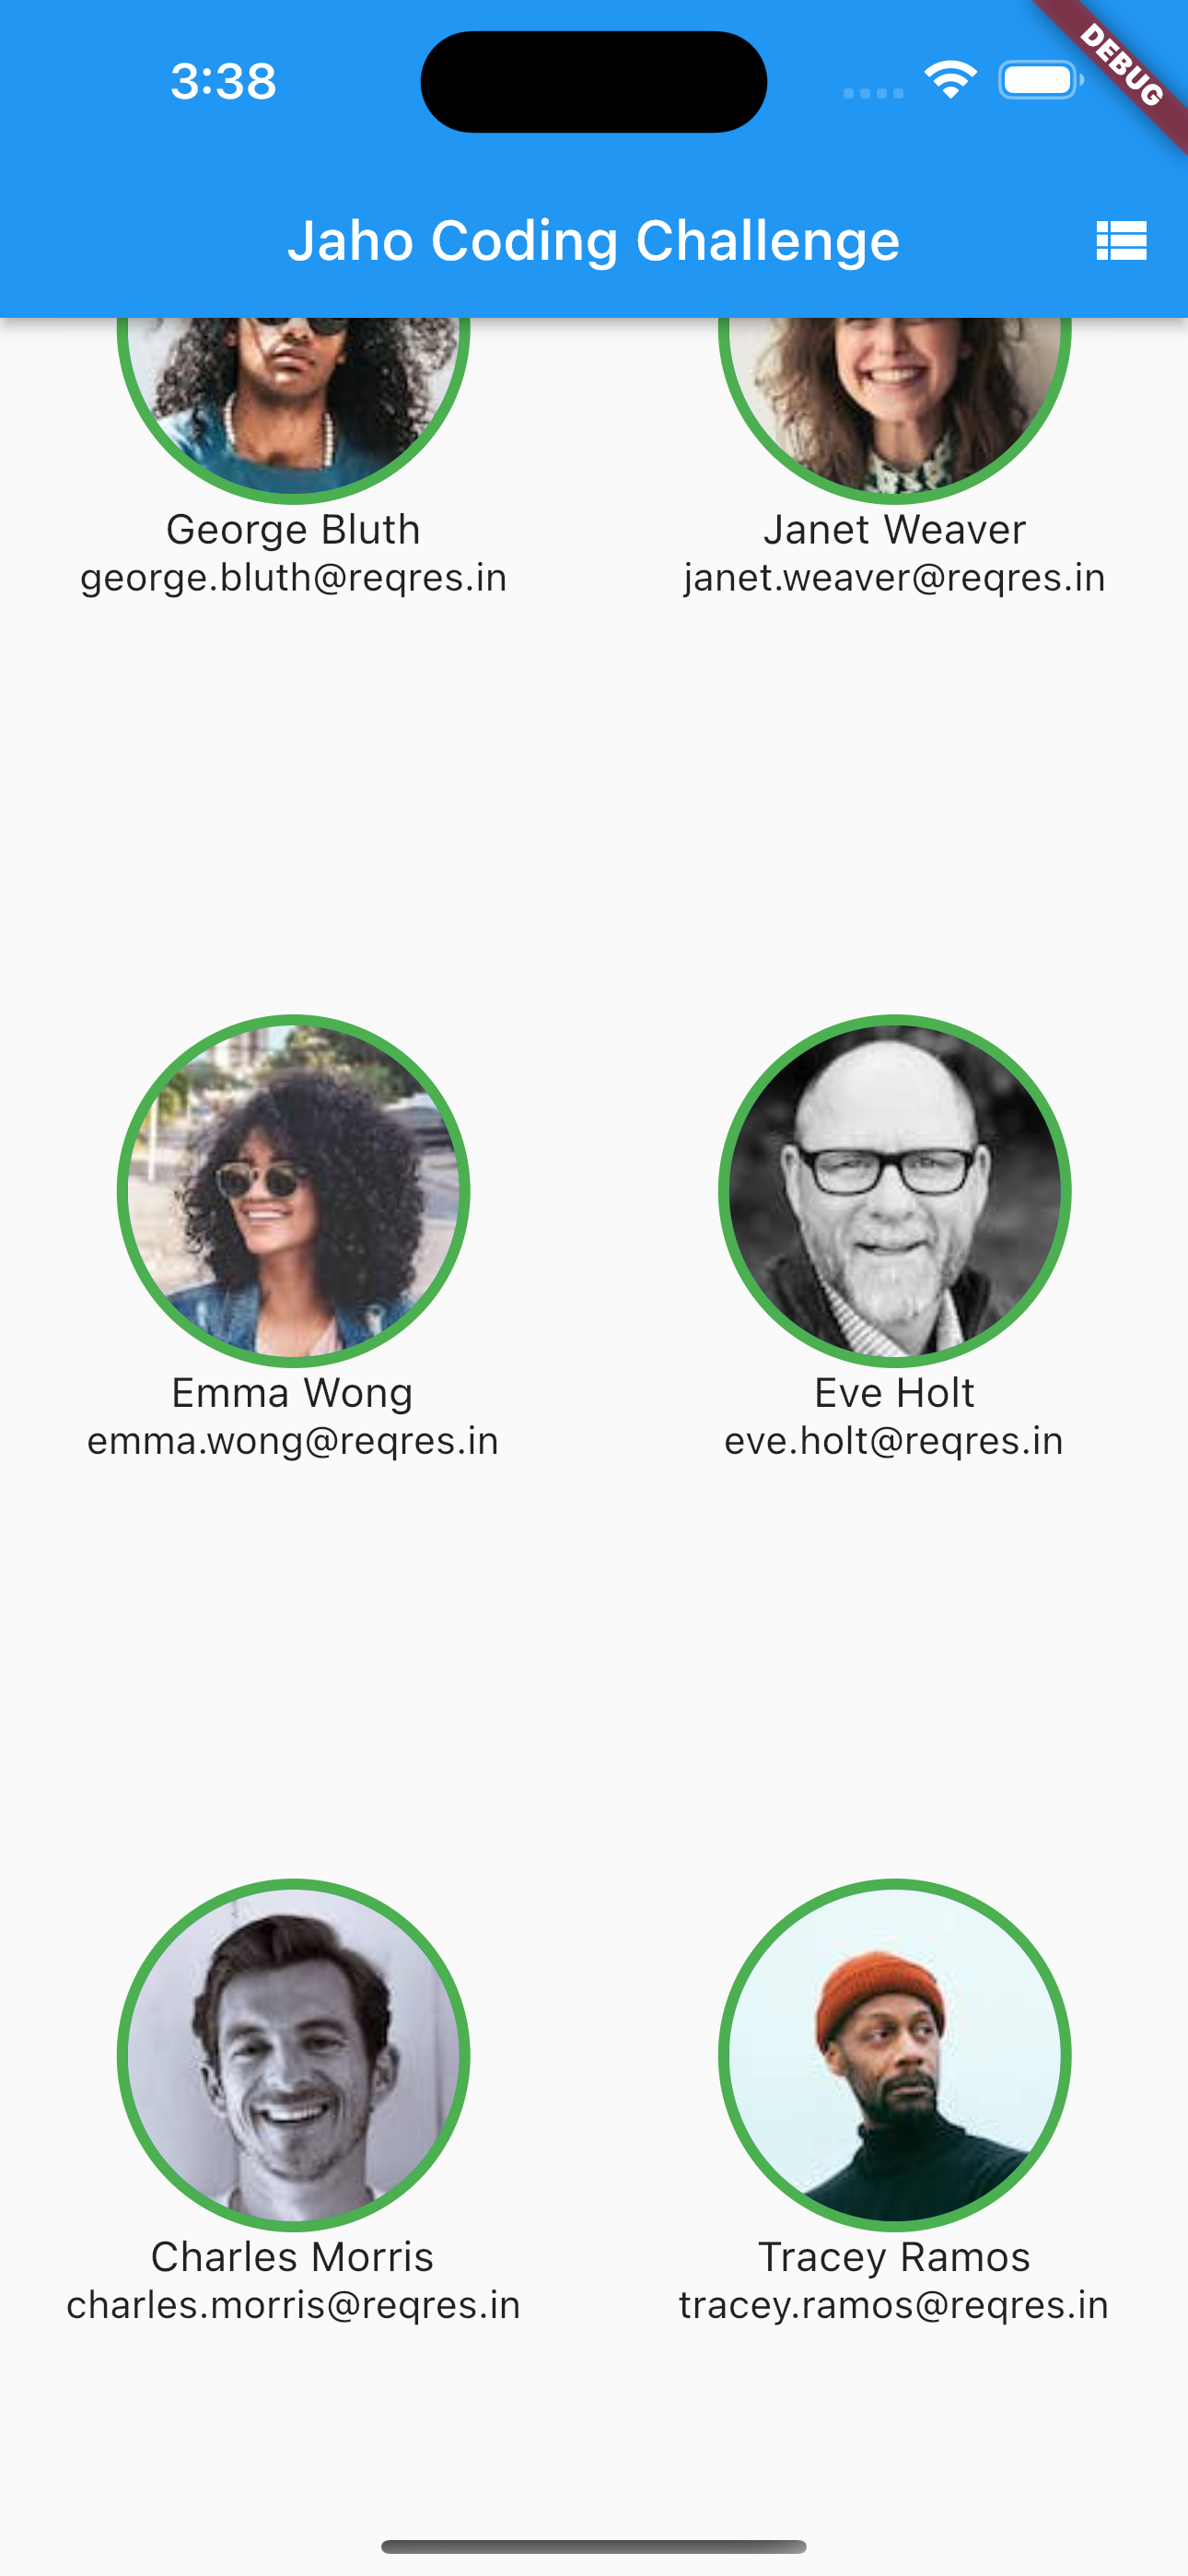 3:38
DEBUG
Jaho Coding Challenge
George Bluth
george.bluth@reqres.in
Janet Weaver
janet.weaver@reqres.in
Emma Wong
emma.wong@reqres.in
Eve Holt
eve.holt@reqres.in
Charles Morris
charles.morris@reqres.in
Tracey Ramos
tracey.ramos@reqres.in